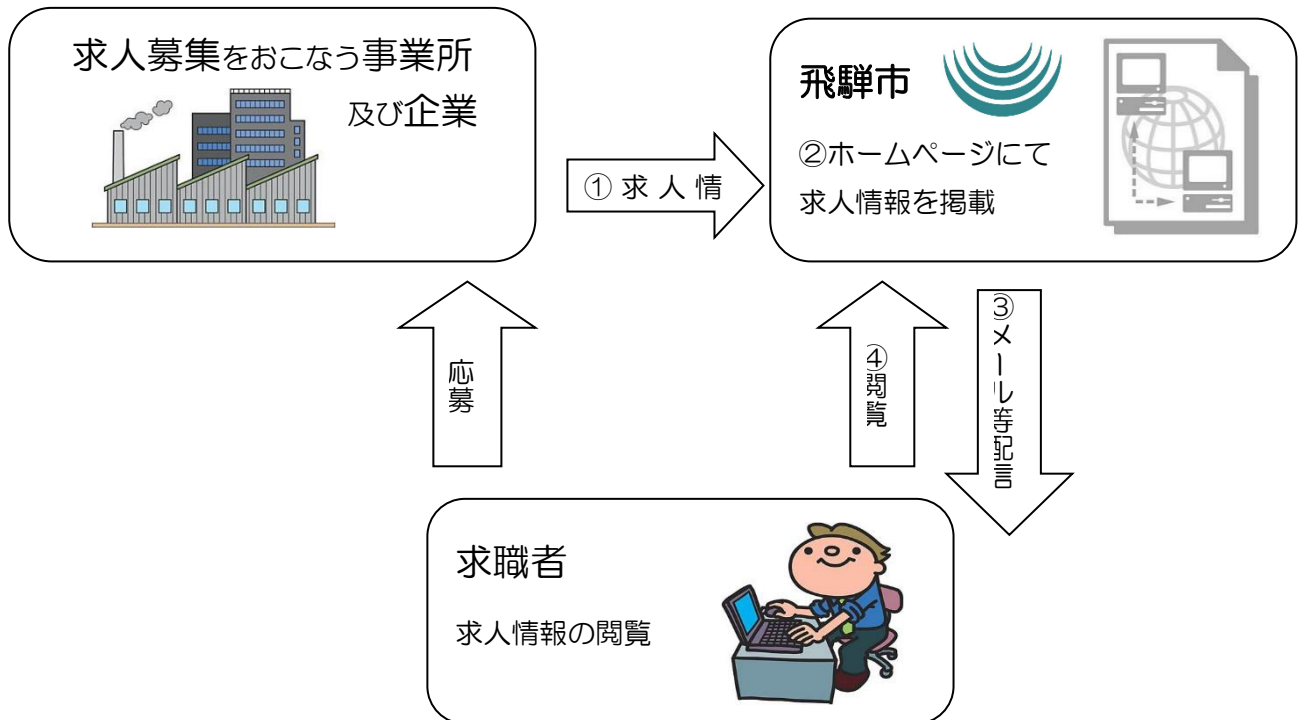 求人募集をおこなう事業所
及び企業
① 求 人 情
飛騨市
②ホームページにて
求人情報を掲載
応募
④閲覧
③メール等配
求職者
求人情報の閲覧